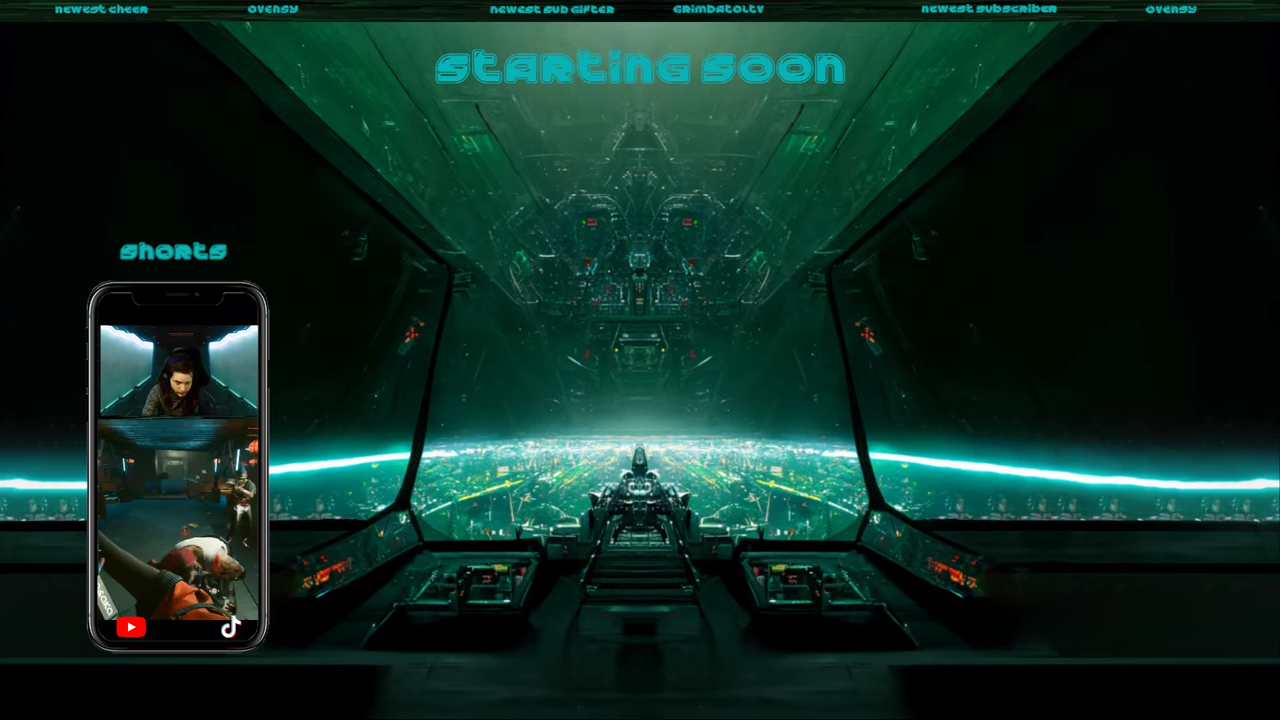 newest cheer ovensy newest sub gifter GrimbatOLTV newest subscriber ovensy
starting soon
shorts